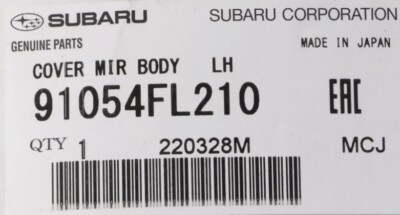 SUBARU SUBARU CORPORATION
GENUINE PARTS MADE IN JAPAN
COVER MIR BODY LH
91054FL210 EAC
QTY 1 220328M MCJ